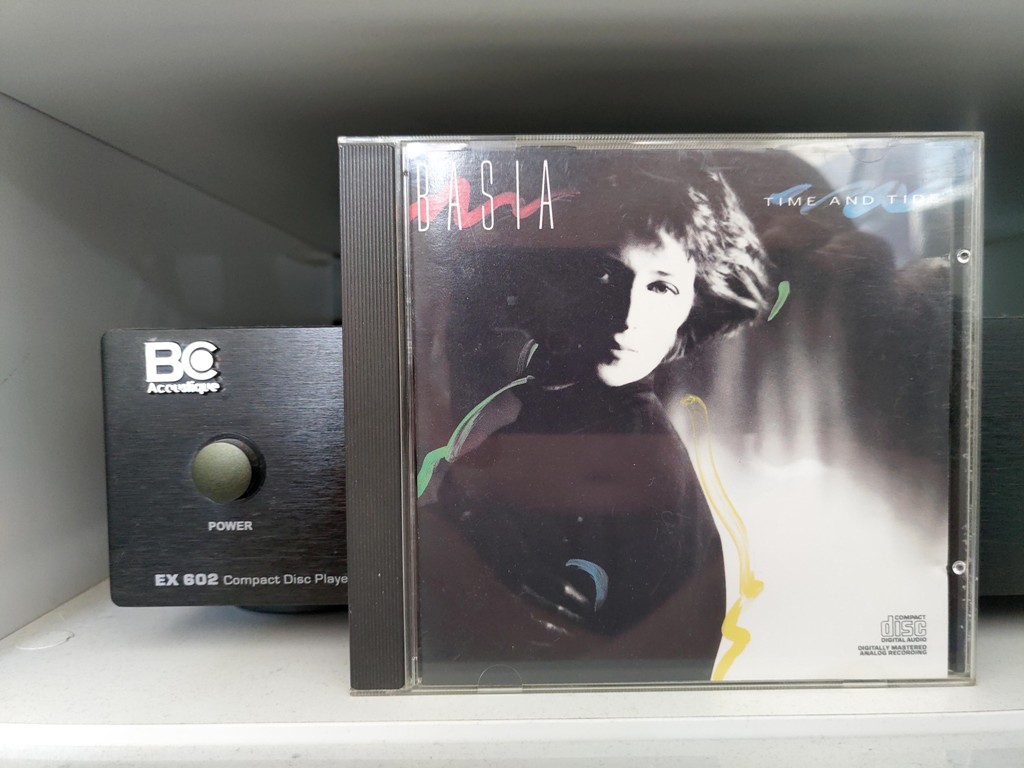 BASIA
TIME AND TIDE
BC
Acoustique
POWER
EX 602 Compact Disc Playe
COMPACT
disc
DIGITAL AUDIO
DIGITALLY MASTERED
ANALOG RECORDING